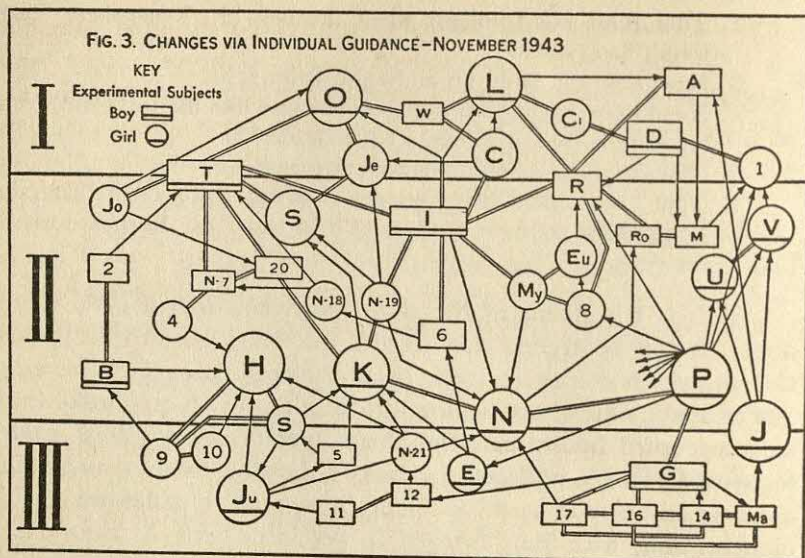 FIG. 3. CHANGES VIA INDIVIDUAL GUIDANCE-NOVEMBER 1943
KEY
Experimental Subjects
Boy
Girl
I
O
W
L
A
Je
C
C1
D
1
T
R
Jo
S
I
Ro
M
V
II
2
N-7
20
N-18
N-19
My
Eu
8
U
4
6
B
H
K
N
P
S
J
III
9
10
5
N-21
E
G
Ju
11
12
17
16
14
Ma